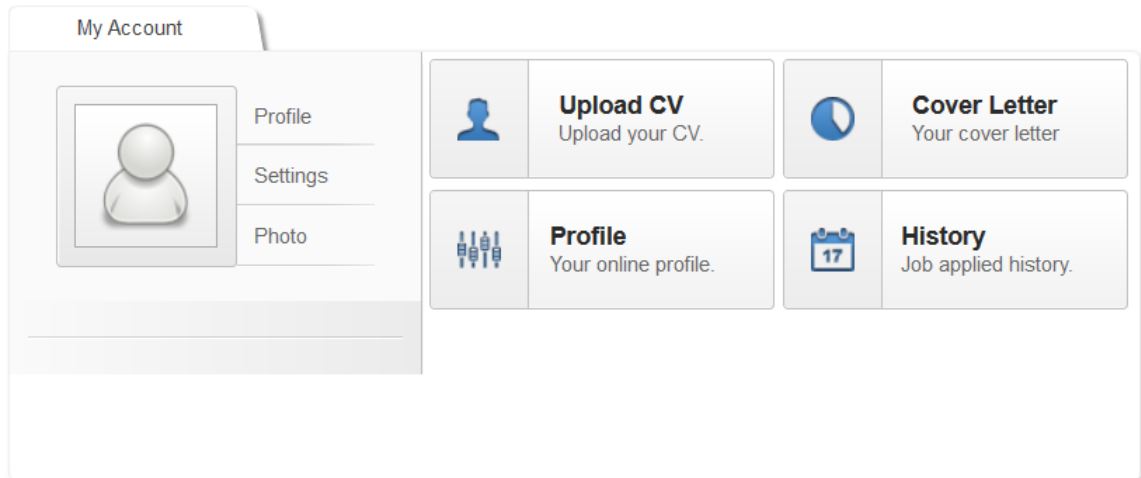 My Account
Profile
Settings
Photo
Upload CV
Upload your CV.
Cover Letter
Your cover letter
Profile
Your online profile.
17
History
Job applied history.